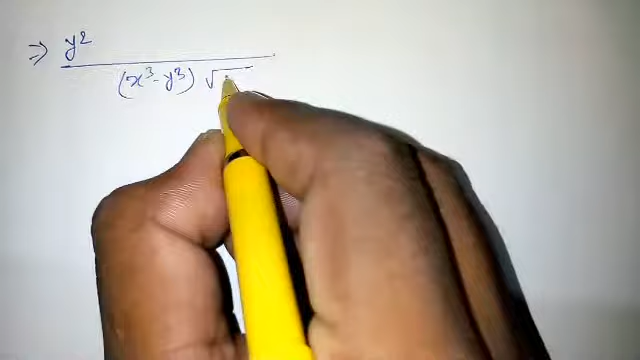 ⇒ y² / (x³ - y³) √